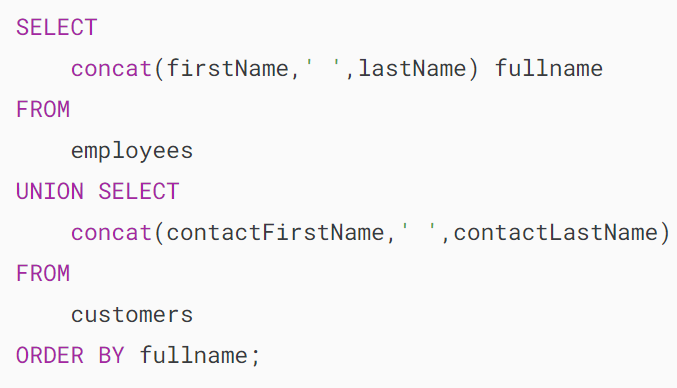 SELECT
    concat(firstName,' ',lastName) fullname
FROM
    employees
UNION SELECT
    concat(contactFirstName,' ',contactLastName)
FROM
    customers
ORDER BY fullname;